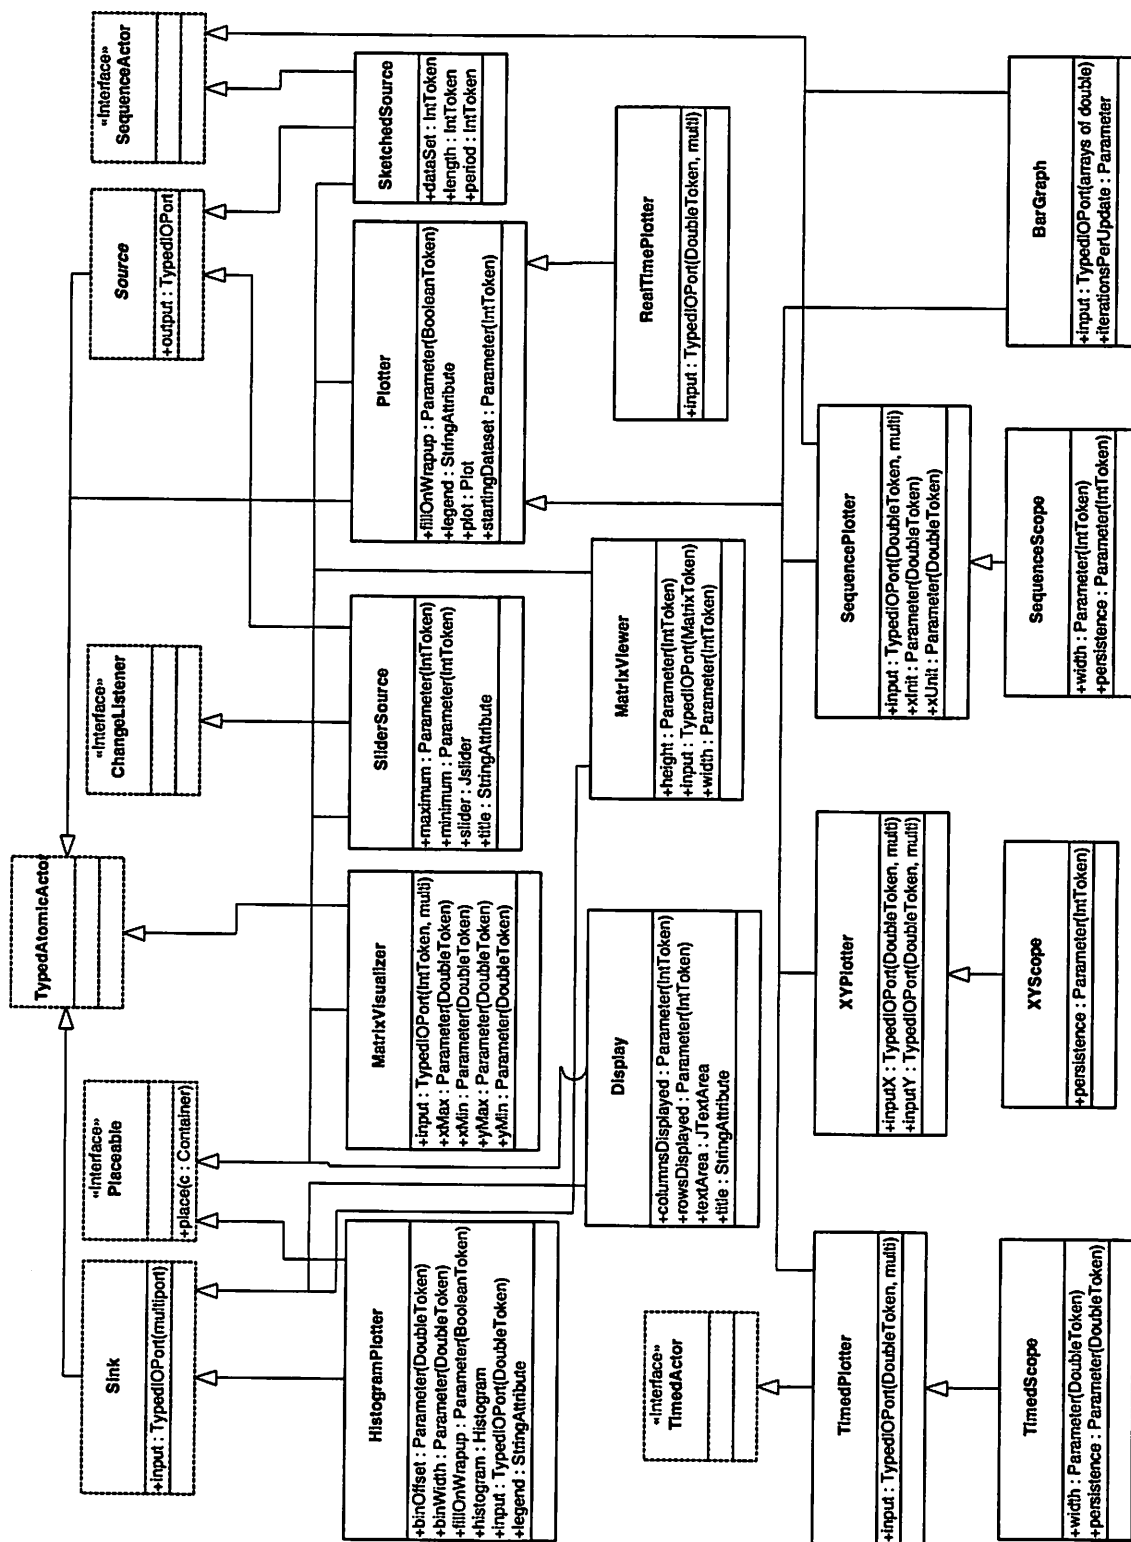 TypedAtomicActor
Sink
+input : TypedIOPort(multiport)
«Interface»
Placeable
+place(c : Container)
«Interface»
ChangeListener
Source
+output : TypedIOPort
«Interface»
SequenceActor
HistogramPlotter
+binOffset : Parameter(DoubleToken)
+binWidth : Parameter(DoubleToken)
+fillOnWrapup : Parameter(BooleanToken)
+histogram : Histogram
+input : TypedIOPort(DoubleToken)
+legend : StringAttribute
MatrixVisualizer
+input : TypedIOPort(IntToken, multi)
+xMax : Parameter(DoubleToken)
+xMin : Parameter(DoubleToken)
+yMax : Parameter(DoubleToken)
+yMin : Parameter(DoubleToken)
SliderSource
+maximum : Parameter(IntToken)
+minimum : Parameter(IntToken)
+slider : Jslider
+title : StringAttribute
Plotter
+fillOnWrapup : Parameter(BooleanToken)
+legend : StringAttribute
+plot : Plot
+startingDataset : Parameter(IntToken)
SketchedSource
+dataSet : IntToken
+length : IntToken
+period : IntToken
«Interface»
TimedActor
Display
+columnsDisplayed : Parameter(IntToken)
+rowsDisplayed : Parameter(IntToken)
+textArea : JTextArea
+title : StringAttribute
MatrixViewer
+height : Parameter(IntToken)
+input : TypedIOPort(MatrixToken)
+width : Parameter(IntToken)
RealTimePlotter
+input : TypedIOPort(DoubleToken, multi)
TimedPlotter
+input : TypedIOPort(DoubleToken, multi)
XYPlotter
+inputX : TypedIOPort(DoubleToken, multi)
+inputY : TypedIOPort(DoubleToken, multi)
SequencePlotter
+input : TypedIOPort(DoubleToken, multi)
+xInit : Parameter(DoubleToken)
+xUnit : Parameter(DoubleToken)
BarGraph
+input : TypedIOPort(arrays of double)
+iterationsPerUpdate : Parameter
TimedScope
+width : Parameter(DoubleToken)
+persistence : Parameter(DoubleToken)
XYScope
+persistence : Parameter(IntToken)
SequenceScope
+width : Parameter(IntToken)
+persistence : Parameter(IntToken)